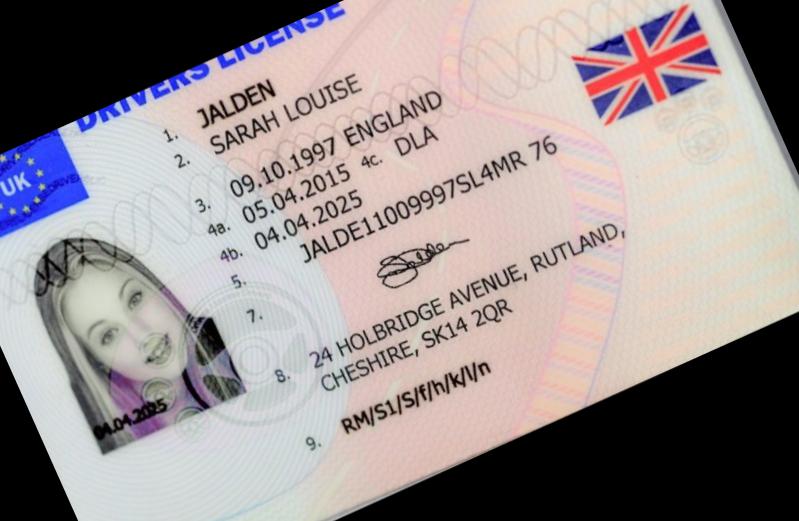 DRIVERS LICENSE
UK
1. JALDEN
2. SARAH LOUISE
3. 09.10.1997 ENGLAND
4a. 05.04.2015 4c. DLA
4b. 04.04.2025
5. JALDE11009997SL4MR 76
7.
8. 24 HOLBRIDGE AVENUE, RUTLAND,
CHESHIRE, SK14 2QR
9. RM/S1/S/f/h/k/l/n
04.04.2025